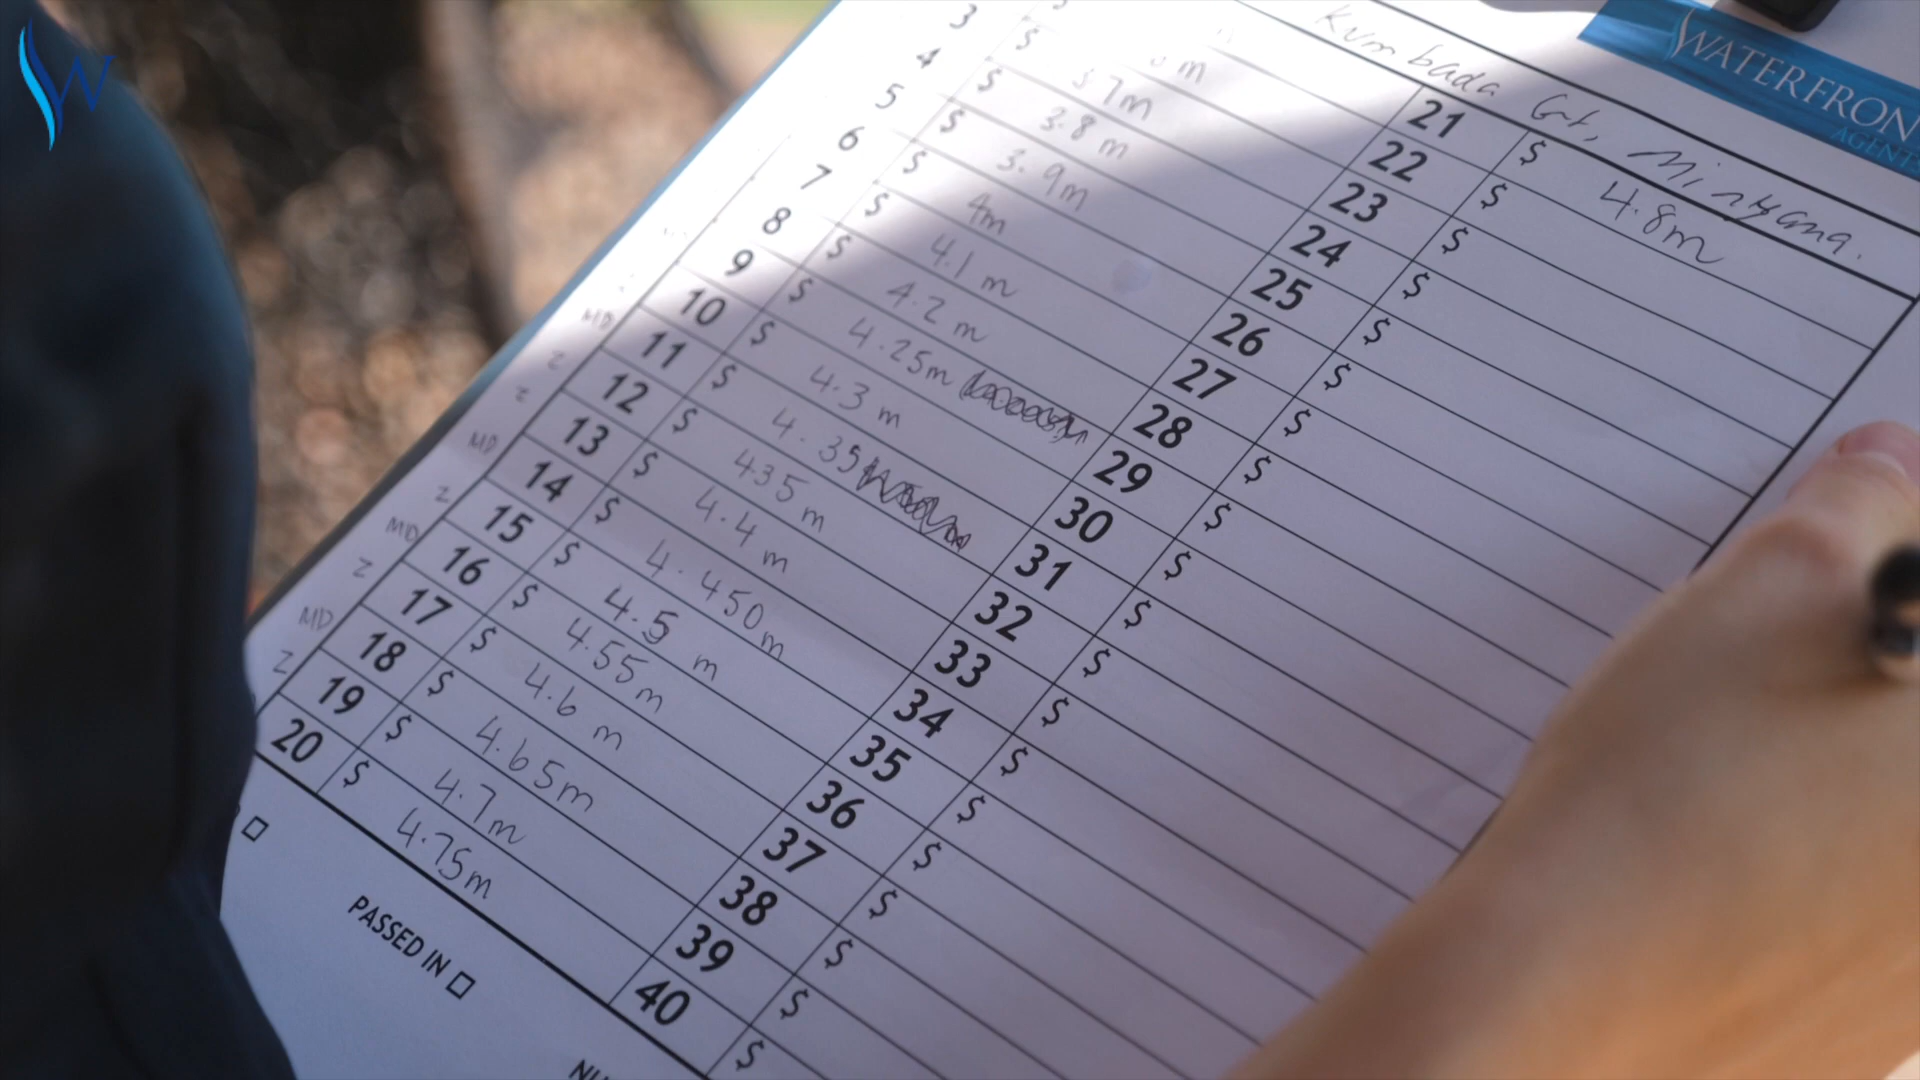 W
WATERFRON
AGENT
Kumbada Crt, Minyama.
3 $ 3.7m
4 $ 3.8 m
5 $ 3.9m
6 $ 4m
7 $ 4.1 m
8 $ 4.2 m
9 $ 4.25m
10 $ 4.3 m
MD 11 $ 4.35
z 12 $ 435 m
z 13 $ 4.4 m
MD 14 $ 4.450m
z 15 $ 4.5 m
MD 16 $ 4.55m
z 17 $ 4.6 m
MD 18 $ 4.65m
z 19 $ 4.7m
20 $ 4.75m
21 $ 4.8m
22 $
23 $
24 $
25 $
26 $
27 $
28 $
29 $
30 $
31 $
32 $
33 $
34 $
35 $
36 $
37 $
38 $
39 $
40 $
PASSED IN